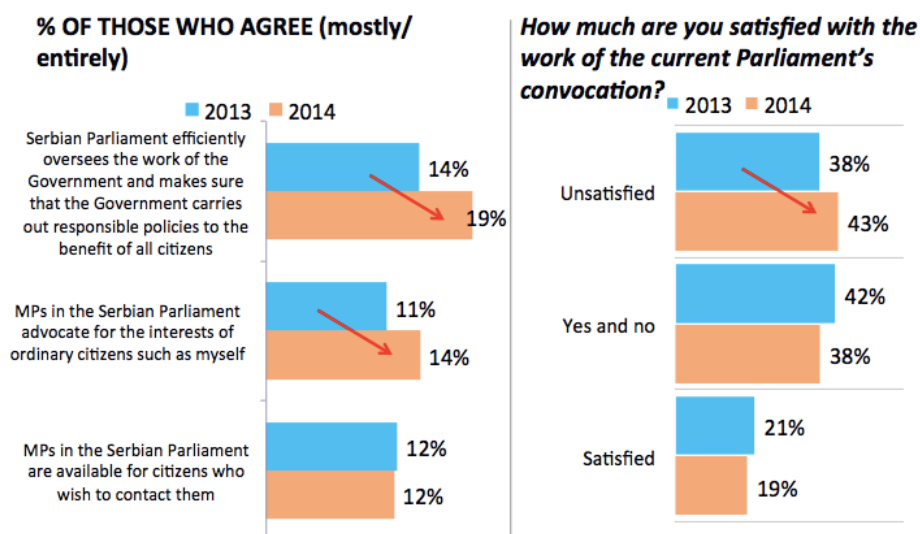 % OF THOSE WHO AGREE (mostly/
entirely)
2013 2014
Serbian Parliament efficiently
oversees the work of the
Government and makes sure
that the Government carries
out responsible policies to the
benefit of all citizens
14%
19%
MPs in the Serbian Parliament
advocate for the interests of
ordinary citizens such as myself
11%
14%
MPs in the Serbian Parliament
are available for citizens who
wish to contact them
12%
12%
How much are you satisfied with the
work of the current Parliament's
convocation?
2013 2014
Unsatisfied
38%
43%
Yes and no
42%
38%
Satisfied
21%
19%